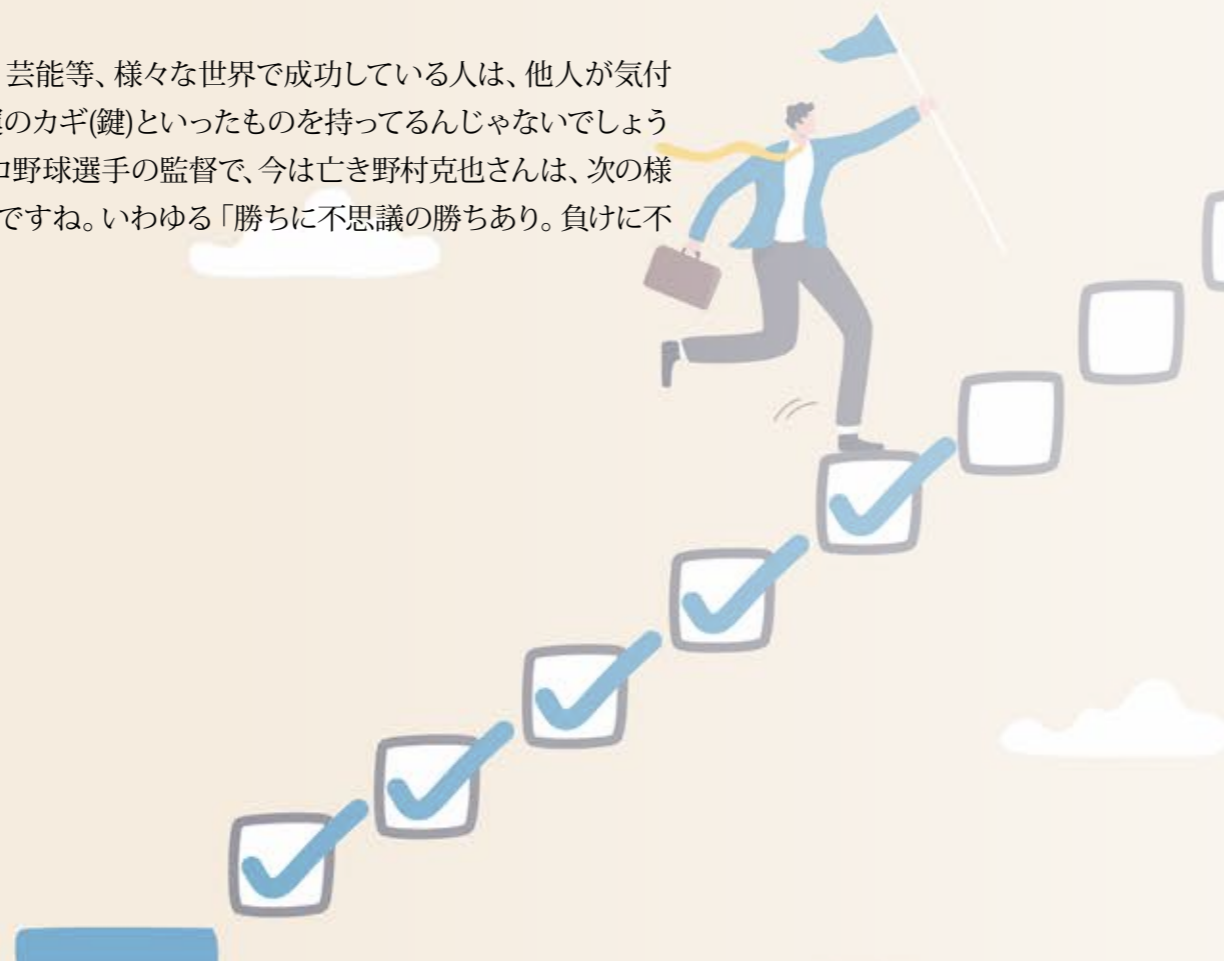 芸能等、様々な世界で成功している人は、他人が気付
のカギ(鍵)といったものを持ってるんじゃないでしょう
ロ野球選手の監督で、今は亡き野村克也さんは、次の様
ですね。いわゆる「勝ちに不思議の勝ちあり。負けに不